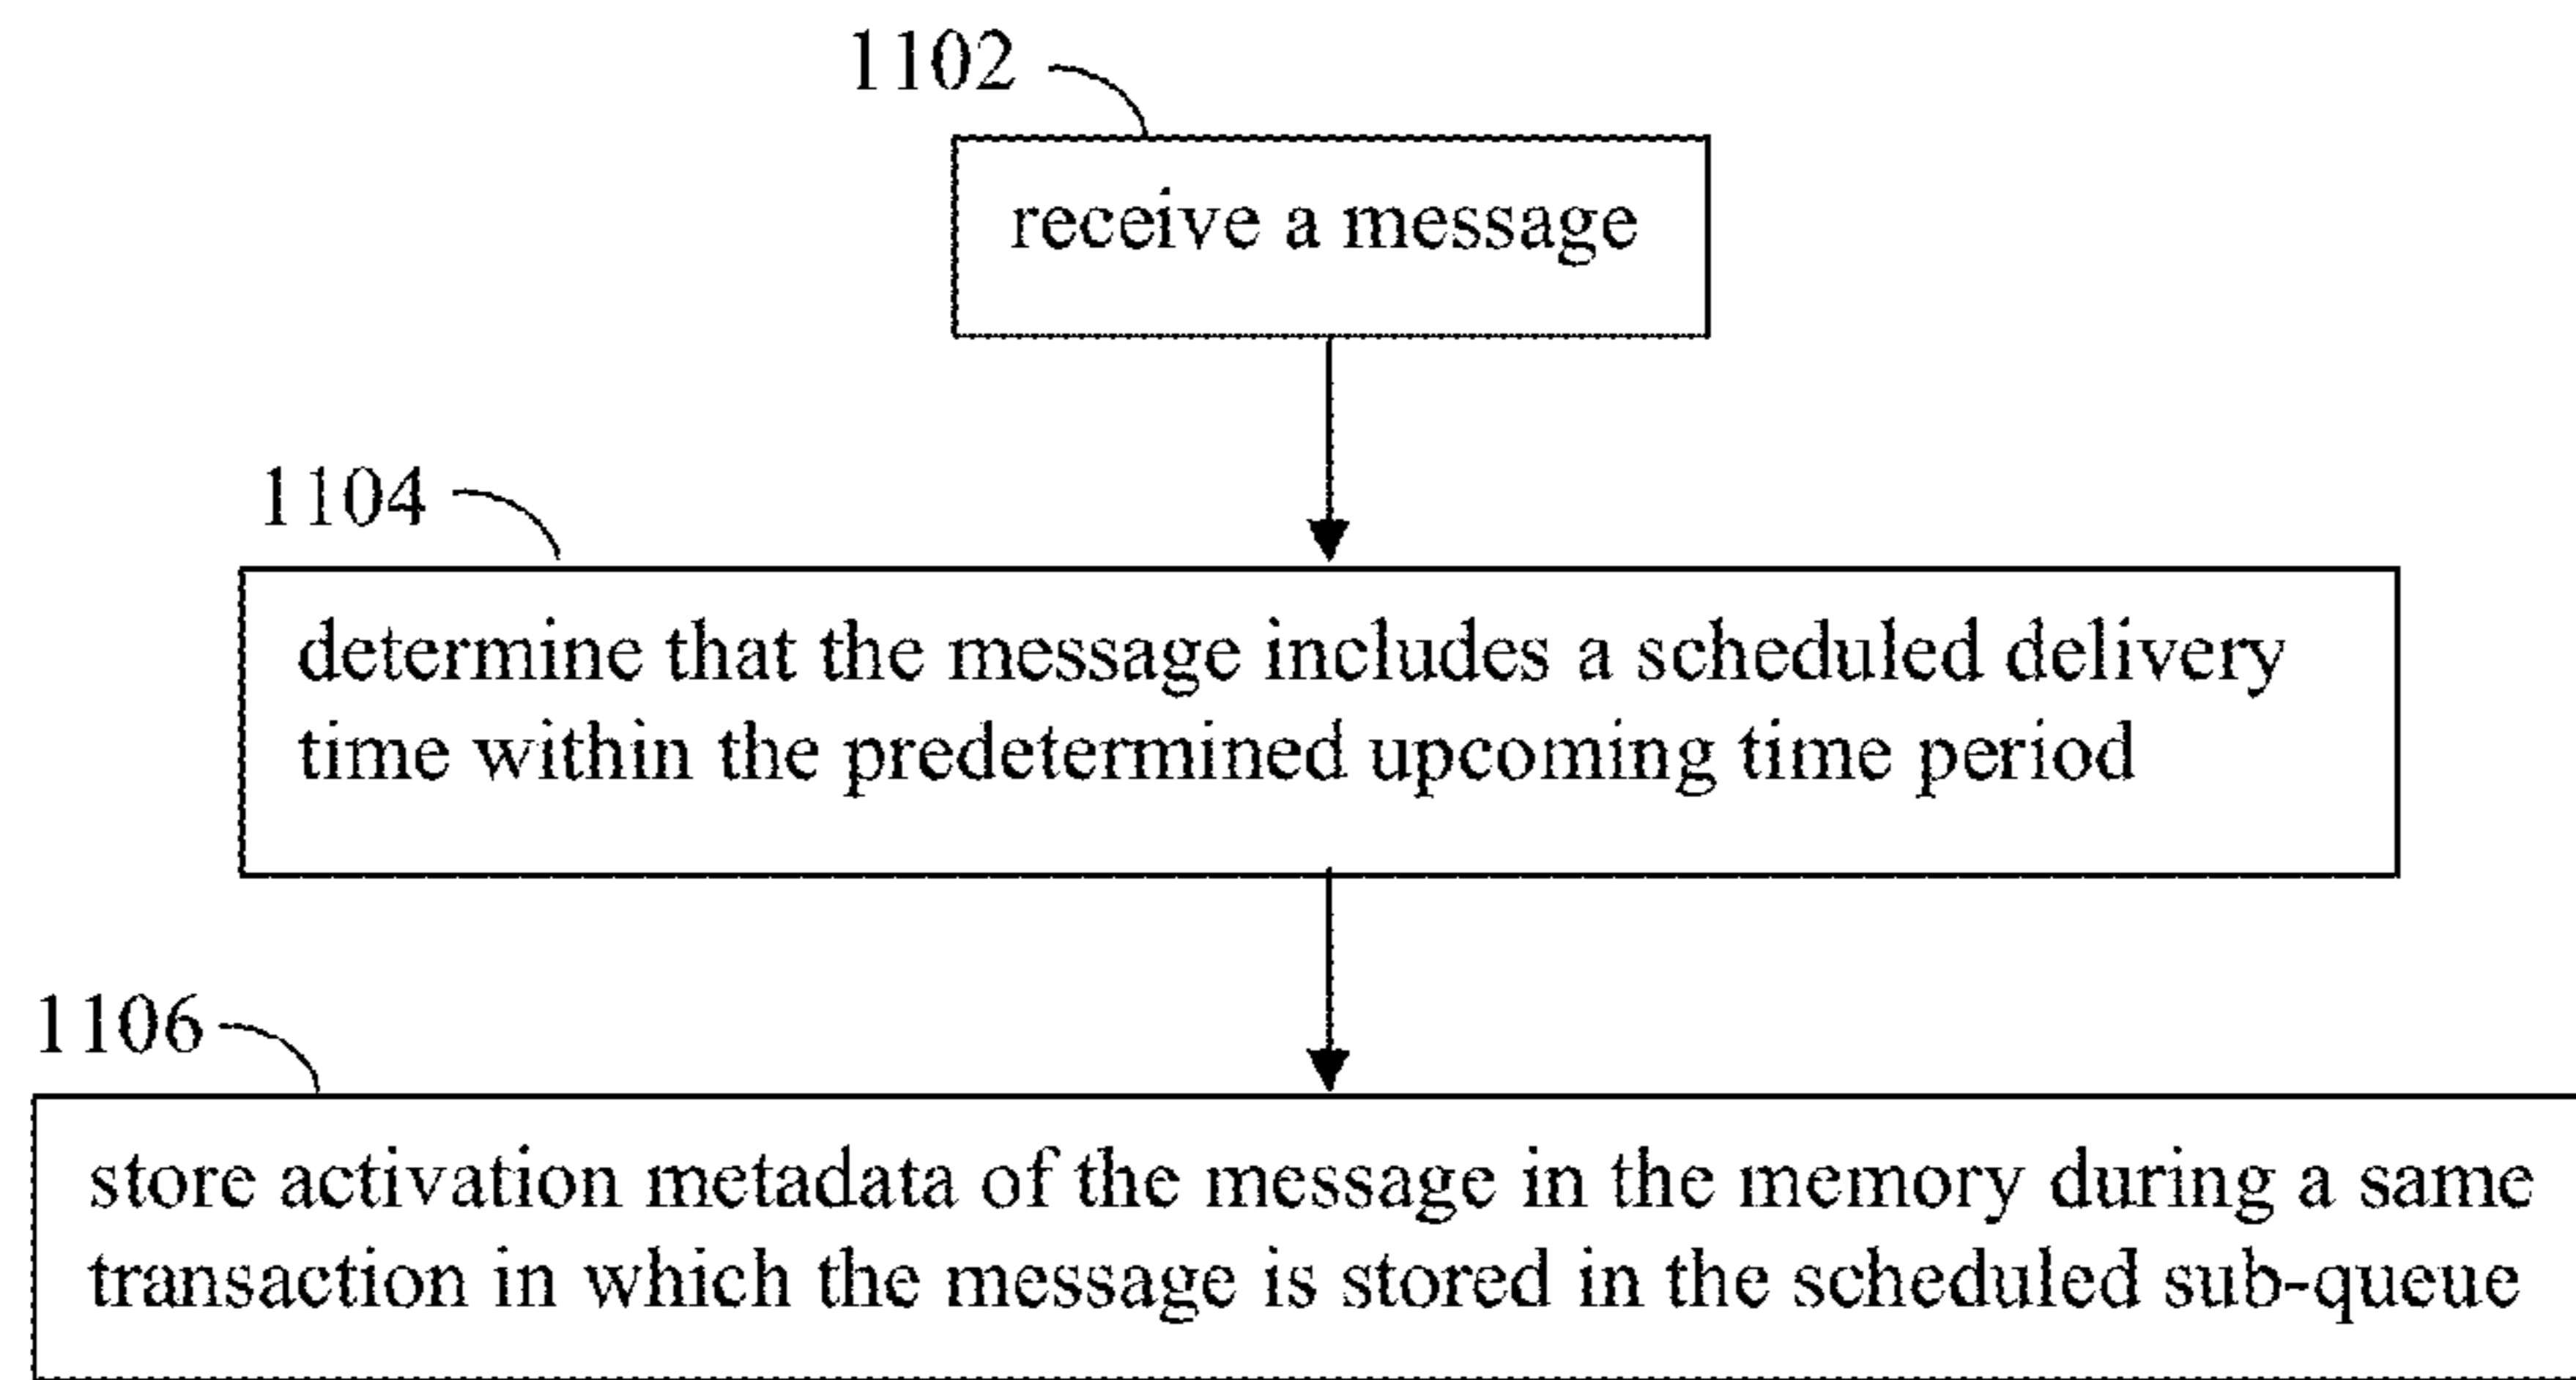 1102
receive a message
1104
determine that the message includes a scheduled delivery
time within the predetermined upcoming time period
1106
store activation metadata of the message in the memory during a same
transaction in which the message is stored in the scheduled sub-queue